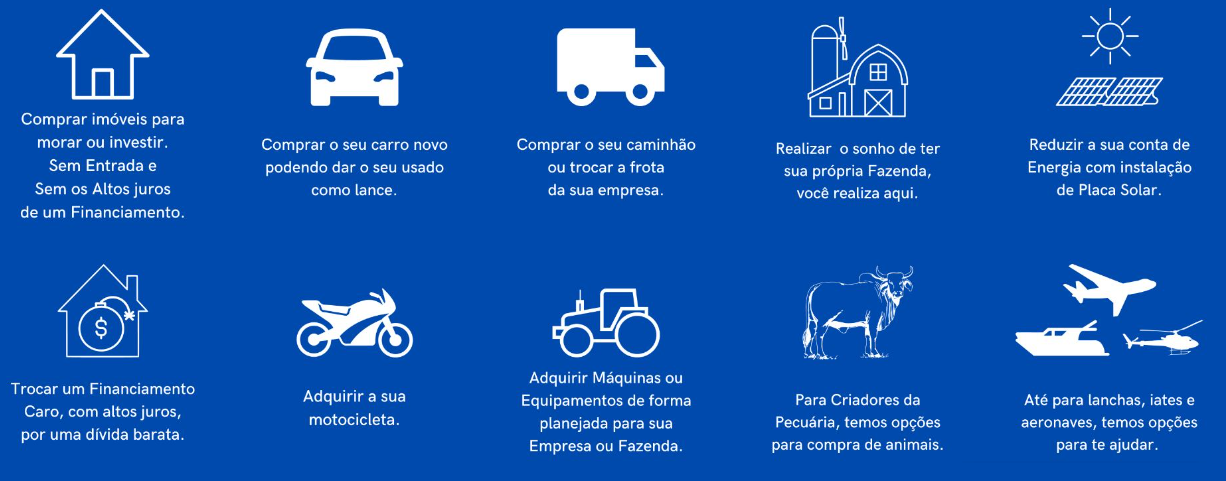 Comprar imóveis para
morar ou investir.
Sem Entrada e
Sem os Altos juros
de um Financiamento.
Comprar o seu carro novo
podendo dar o seu usado
como lance.
Comprar o seu caminhão
ou trocar a frota
da sua empresa.
Realizar o sonho de ter
sua própria Fazenda,
você realiza aqui.
Reduzir a sua conta de
Energia com instalação
de Placa Solar.
$
Trocar um Financiamento
Caro, com altos juros,
por uma dívida barata.
Adquirir a sua
motocicleta.
Adquirir Máquinas ou
Equipamentos de forma
planejada para sua
Empresa ou Fazenda.
Para Criadores da
Pecuária, temos opções
para compra de animais.
Até para lanchas, iates e
aeronaves, temos opções
para te ajudar.